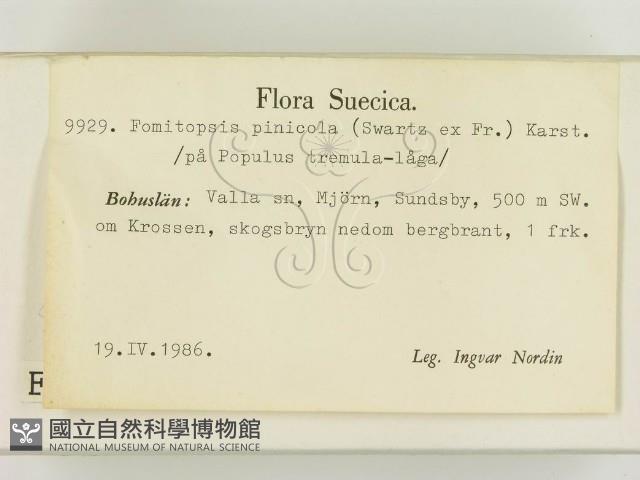 Flora Suecica.
9929. Fomitopsis pinicola (Swartz ex Fr.) Karst.
/på Populus tremula-låga/
Bohuslän: Valla sn, Mjörn, Sundsby, 500 m SW.
om Krossen, skogsbryn nedom bergbrant, 1 frk.
19.IV.1986.
Leg. Ingvar Nordin
國立自然科學博物館
NATIONAL MUSEUM OF NATURAL SCIENCE